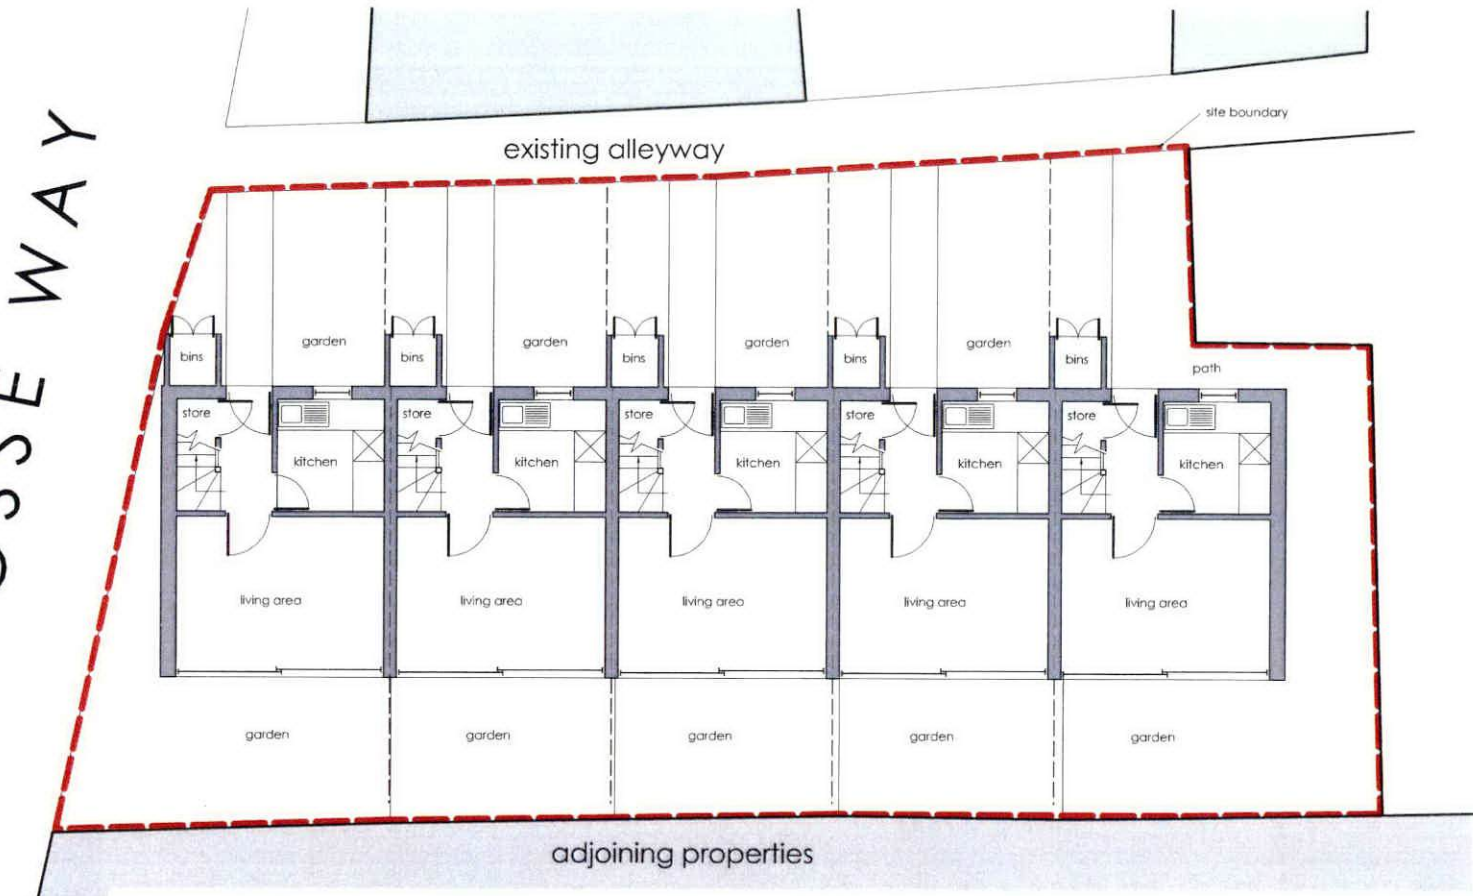 site boundary
existing alleyway
WAY
garden
garden
garden
garden
bins
bins
bins
bins
bins
path
store
store
store
store
store
kitchen
kitchen
kitchen
kitchen
kitchen
living area
living area
living area
living area
living area
garden
garden
garden
garden
garden
adjoining properties